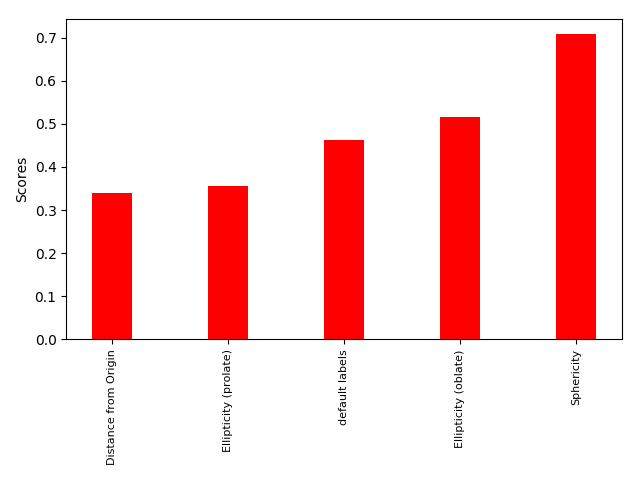 Scores
0.7
0.6
0.5
0.4
0.3
0.2
0.1
0.0
Distance from Origin
Ellipticity (prolate)
default labels
Ellipticity (oblate)
Sphericity